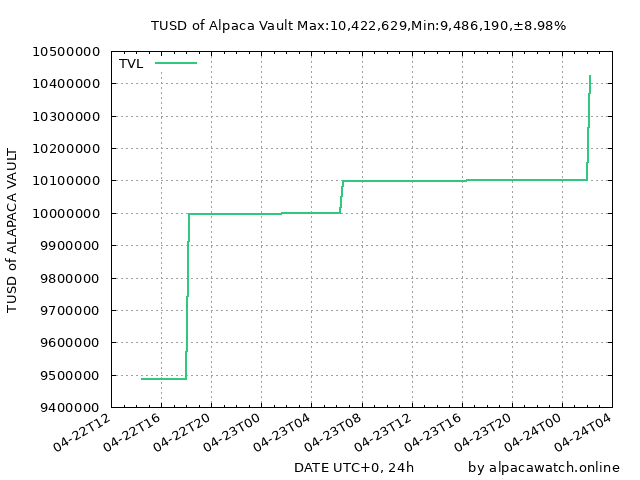 TUSD of Alpaca Vault Max:10,422,629,Min:9,486,190,±8.98%
TVL
TUSD of ALAPACA VAULT
10500000
10400000
10300000
10200000
10100000
10000000
9900000
9800000
9700000
9600000
9500000
9400000
04-22T12
04-22T16
04-22T20
04-23T00
04-23T04
04-23T08
04-23T12
04-23T16
04-23T20
04-24T00
04-24T04
DATE UTC+0, 24h
by alpacawatch.online